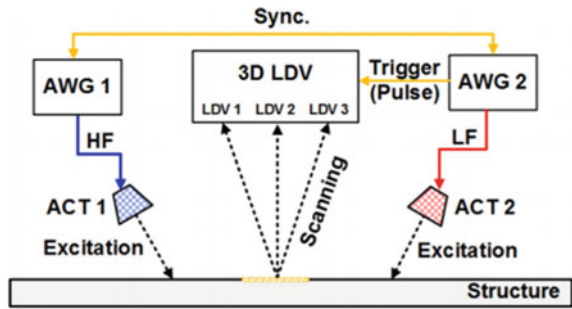 Sync.
AWG 1
3D LDV
LDV 1 LDV 2 LDV 3
Trigger
(Pulse)
AWG 2
HF
LF
ACT 1
Scanning
ACT 2
Excitation
Excitation
Structure